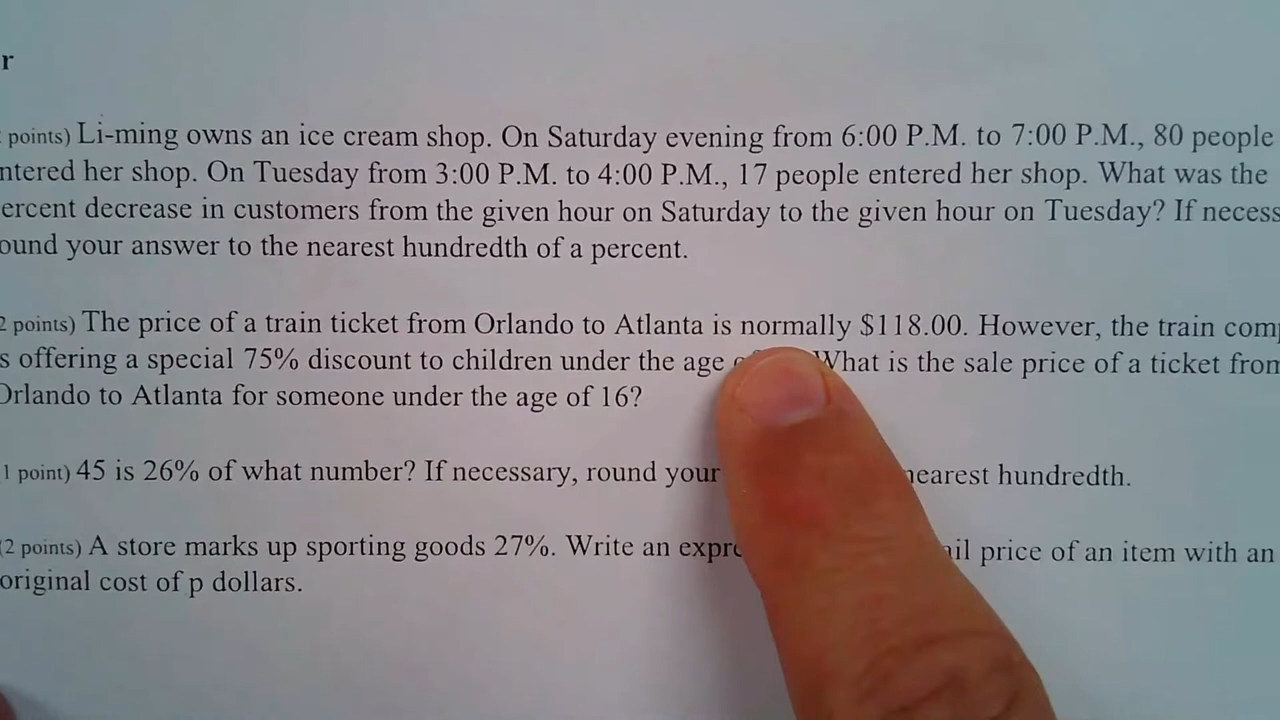 r
points) Li-ming owns an ice cream shop. On Saturday evening from 6:00 P.M. to 7:00 P.M., 80 people
ntered her shop. On Tuesday from 3:00 P.M. to 4:00 P.M., 17 people entered her shop. What was the
ercent decrease in customers from the given hour on Saturday to the given hour on Tuesday? If necess
ound your answer to the nearest hundredth of a percent.
2 points) The price of a train ticket from Orlando to Atlanta is normally $118.00. However, the train comp
s offering a special 75% discount to children under the age What is the sale price of a ticket from
Orlando to Atlanta for someone under the age of 16?
1 point) 45 is 26% of what number? If necessary, round your nearest hundredth.
(2 points) A store marks up sporting goods 27%. Write an expre ail price of an item with an
original cost of p dollars.